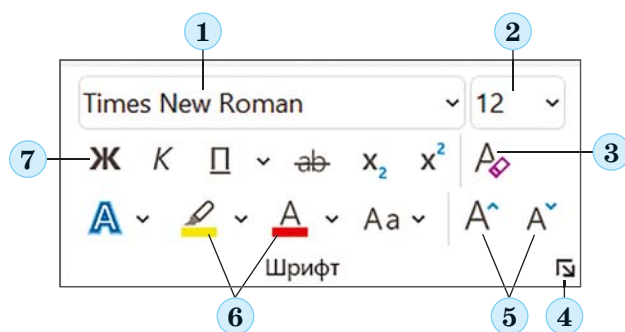 1 2
Times New Roman 12
7 Ж К П ab x₂ x² A 3
A A Aa A A
Шрифт
6 5 4